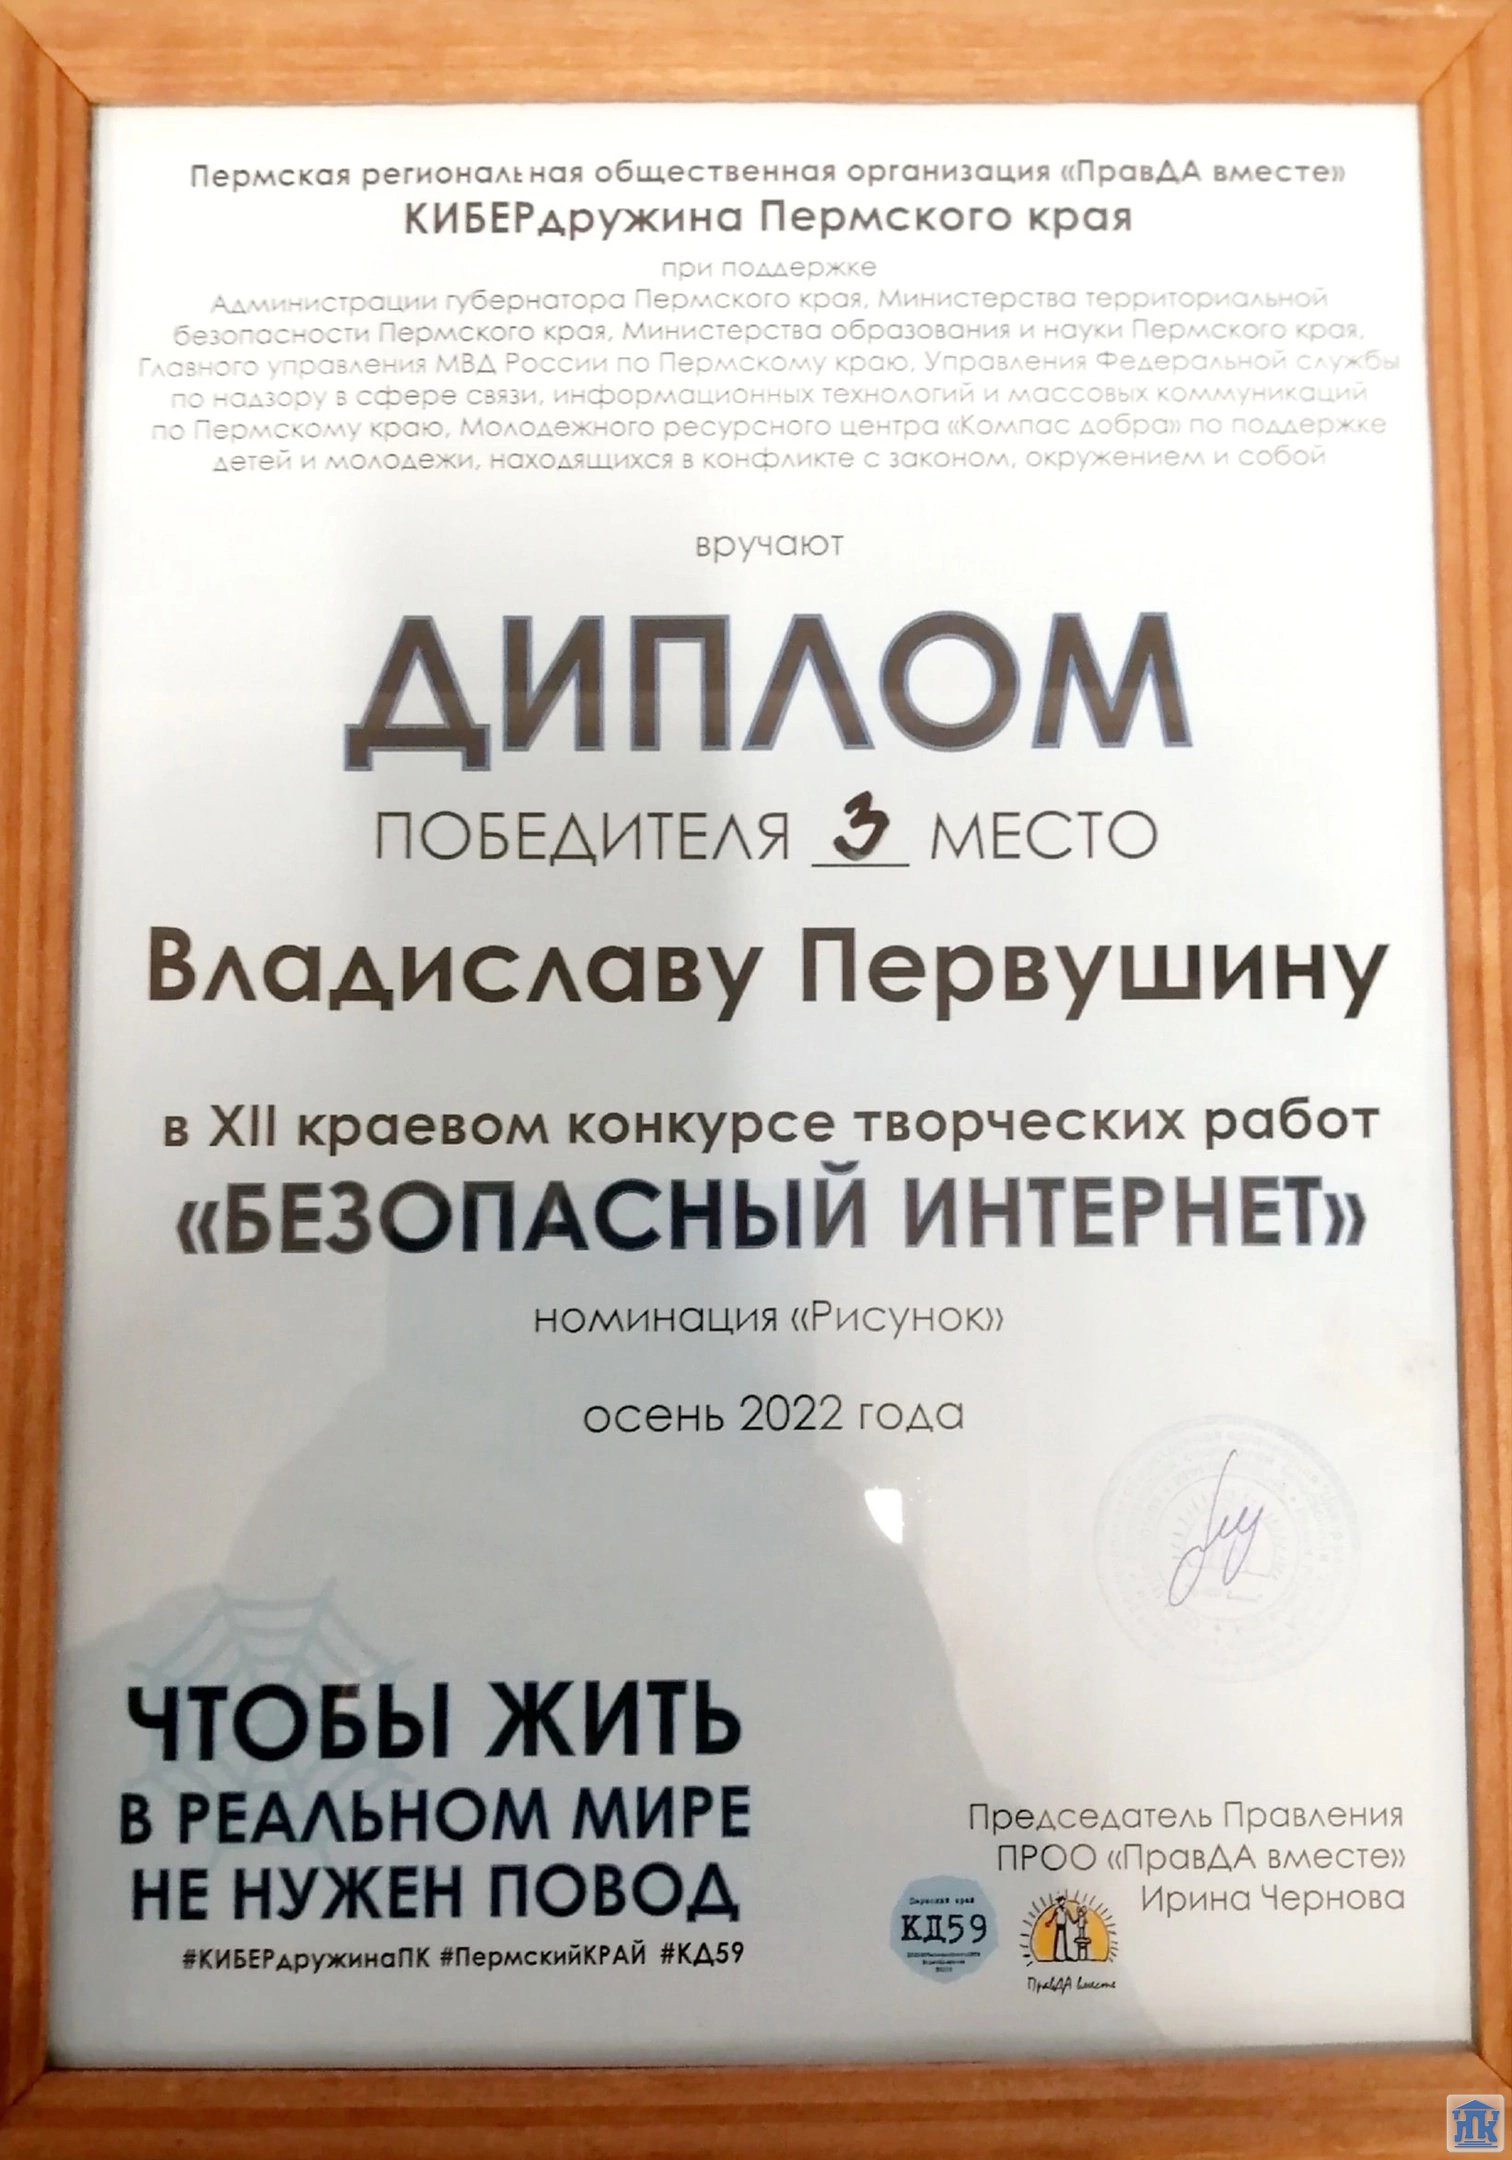 Пермская региональная общественная организация «ПравДА вместе»
КИБЕРдружина Пермского края
при поддержке
Администрации губернатора Пермского края, Министерства территориальной
безопасности Пермского края, Министерства образования и науки Пермского края,
Главного управления МВД России по Пермскому краю, Управления Федеральной службы
по надзору в сфере связи, информационных технологий и массовых коммуникаций
по Пермскому краю, Молодежного ресурсного центра «Компас добра» по поддержке
детей и молодежи, находящихся в конфликте с законом, окружением и собой
вручают
ДИПЛОМ
ПОБЕДИТЕЛЯ 3 МЕСТО
Владиславу Первушину
в XII краевом конкурсе творческих работ
«БЕЗОПАСНЫЙ ИНТЕРНЕТ»
номинация «Рисунок»
осень 2022 года
ЧТОБЫ ЖИТЬ
В РЕАЛЬНОМ МИРЕ
НЕ НУЖЕН ПОВОД
#КИБЕРдружинаПК #ПермскийКРАЙ #КД59
Председатель Правления
ПРОО «ПравДА вместе»
Ирина Чернова
Пермский край
КД59
ПравДА вместе
ПК